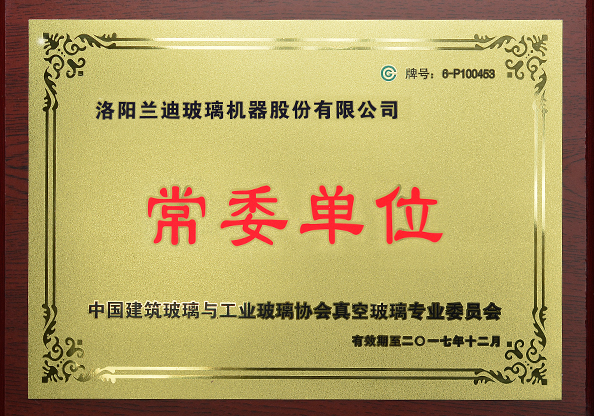 牌号：6-P100453
洛阳兰迪玻璃机器股份有限公司
常委单位
中国建筑玻璃与工业玻璃协会真空玻璃专业委员会
有效期至二〇一七年十二月